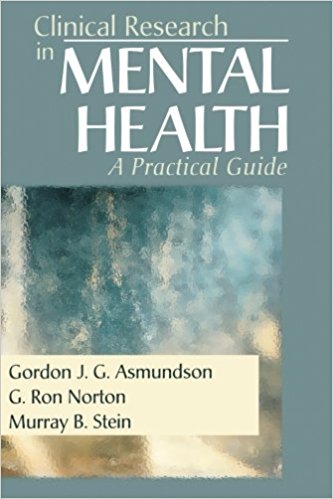 Clinical Research
in MENTAL
HEALTH
A Practical Guide
Gordon J. G. Asmundson
G. Ron Norton
Murray B. Stein